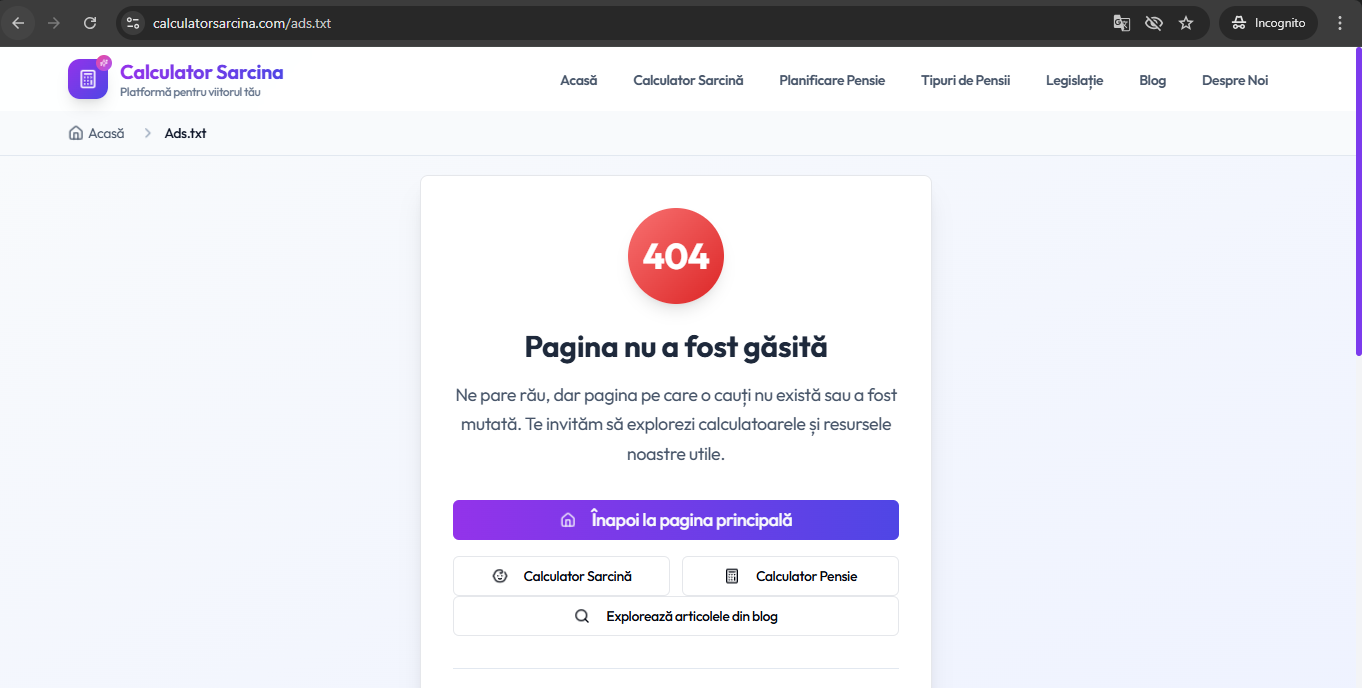 calculatorsarcina.com/ads.txt
Incognito
Calculator Sarcina
Platformă pentru viitorul tău
Acasă
Calculator Sarcină
Planificare Pensie
Tipuri de Pensii
Legislație
Blog
Despre Noi
Acasă
Ads.txt
404
Pagina nu a fost găsită
Ne pare rău, dar pagina pe care o cauți nu există sau a fost
mutată. Te invităm să explorezi calculatoarele și resursele
noastre utile.
Înapoi la pagina principală
Calculator Sarcină
Calculator Pensie
Explorează articolele din blog